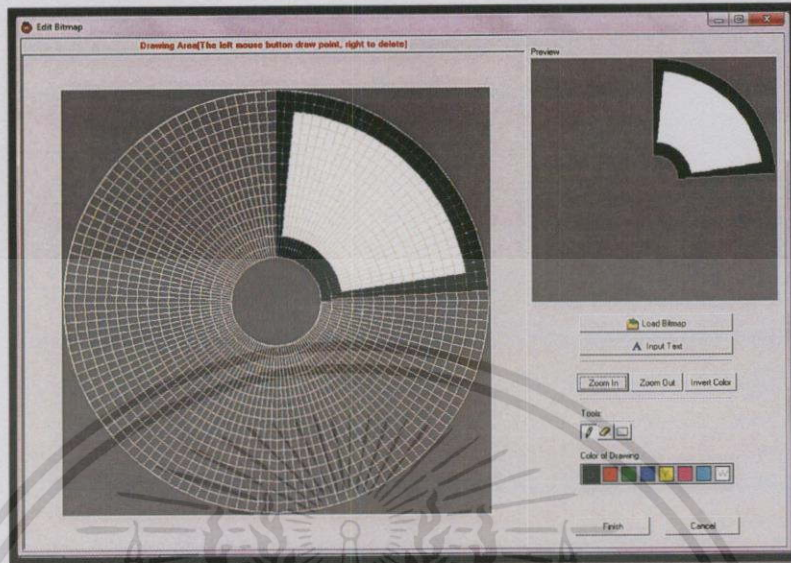 Edit Bitmap
Drawing Area(The left mouse button draw point, right to delete)
Preview
Load Bitmap
A Input Text
Zoom In
Zoom Out
Invert Color
Tools:
Color of Drawing:
Finish
Cancel